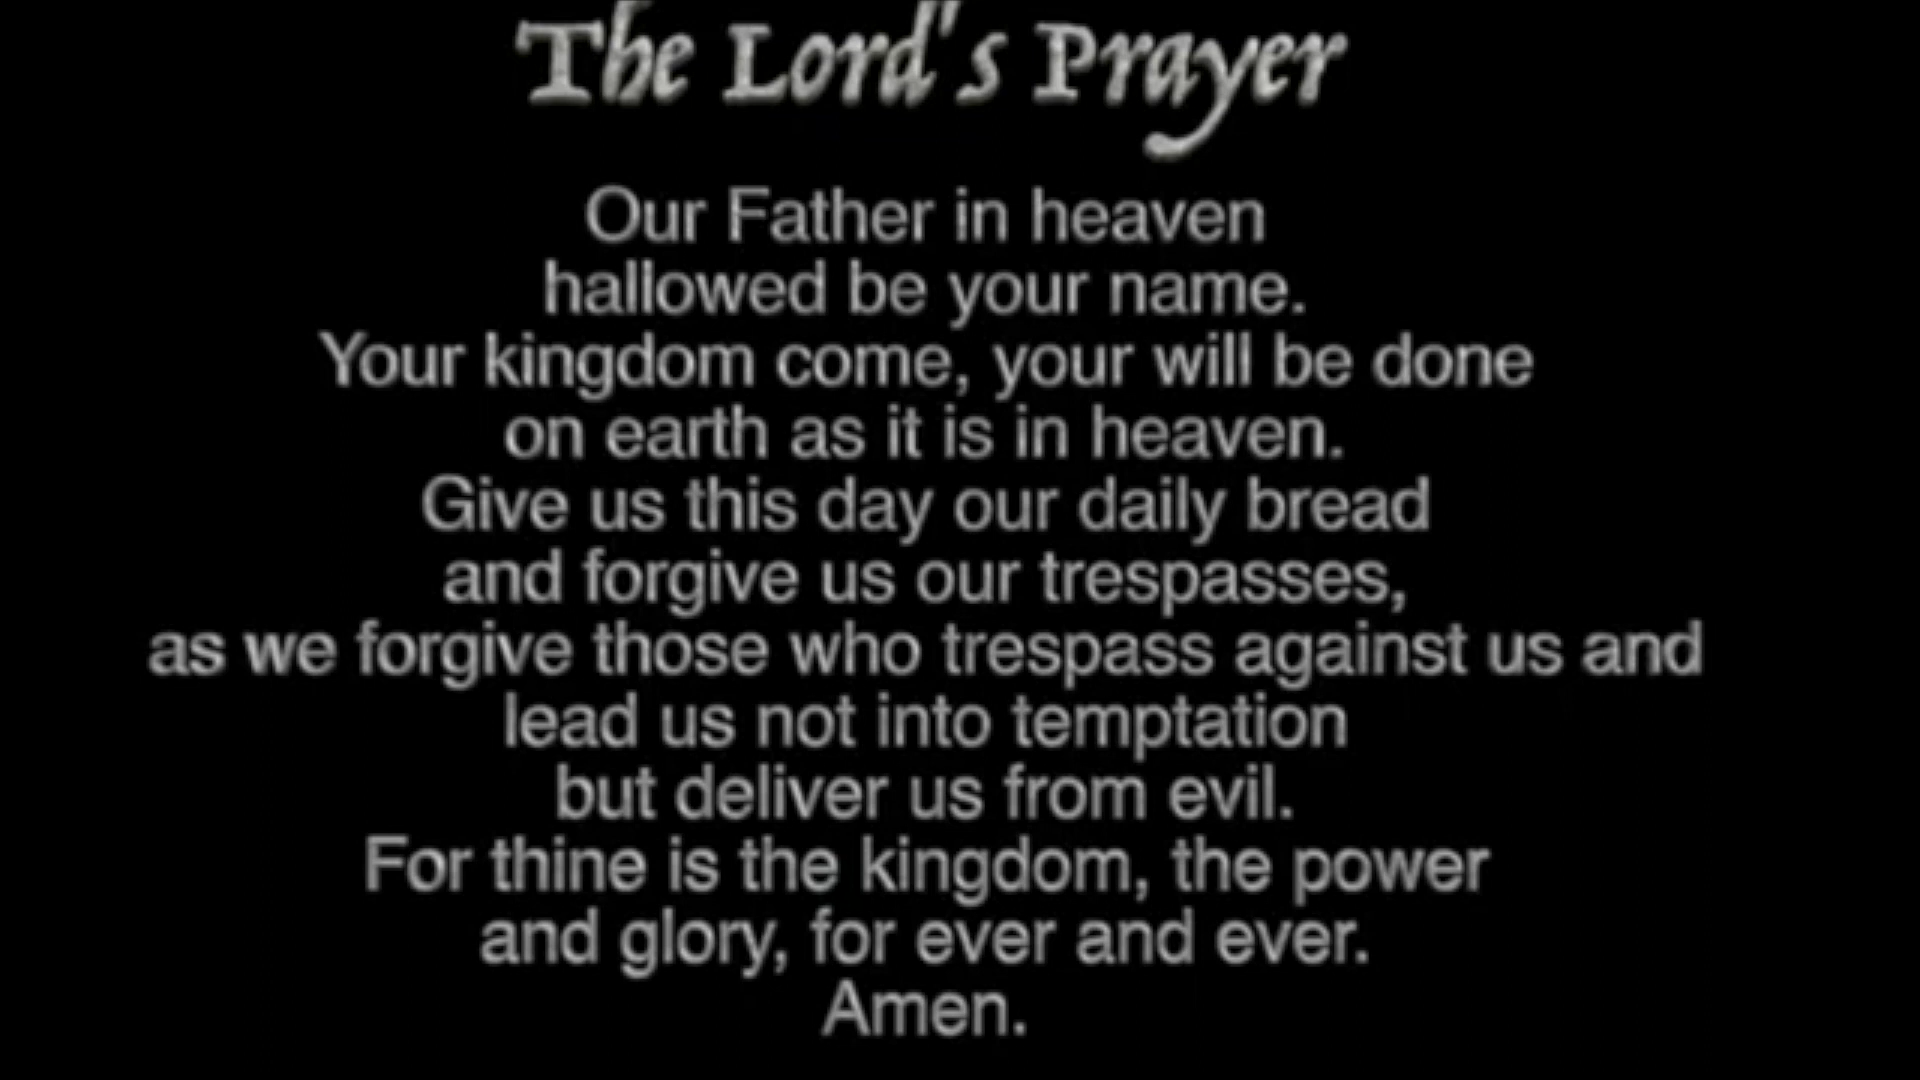 The Lord's Prayer
Our Father in heaven
hallowed be your name.
Your kingdom come, your will be done
on earth as it is in heaven.
Give us this day our daily bread
and forgive us our trespasses,
as we forgive those who trespass against us and
lead us not into temptation
but deliver us from evil.
For thine is the kingdom, the power
and glory, for ever and ever.
Amen.